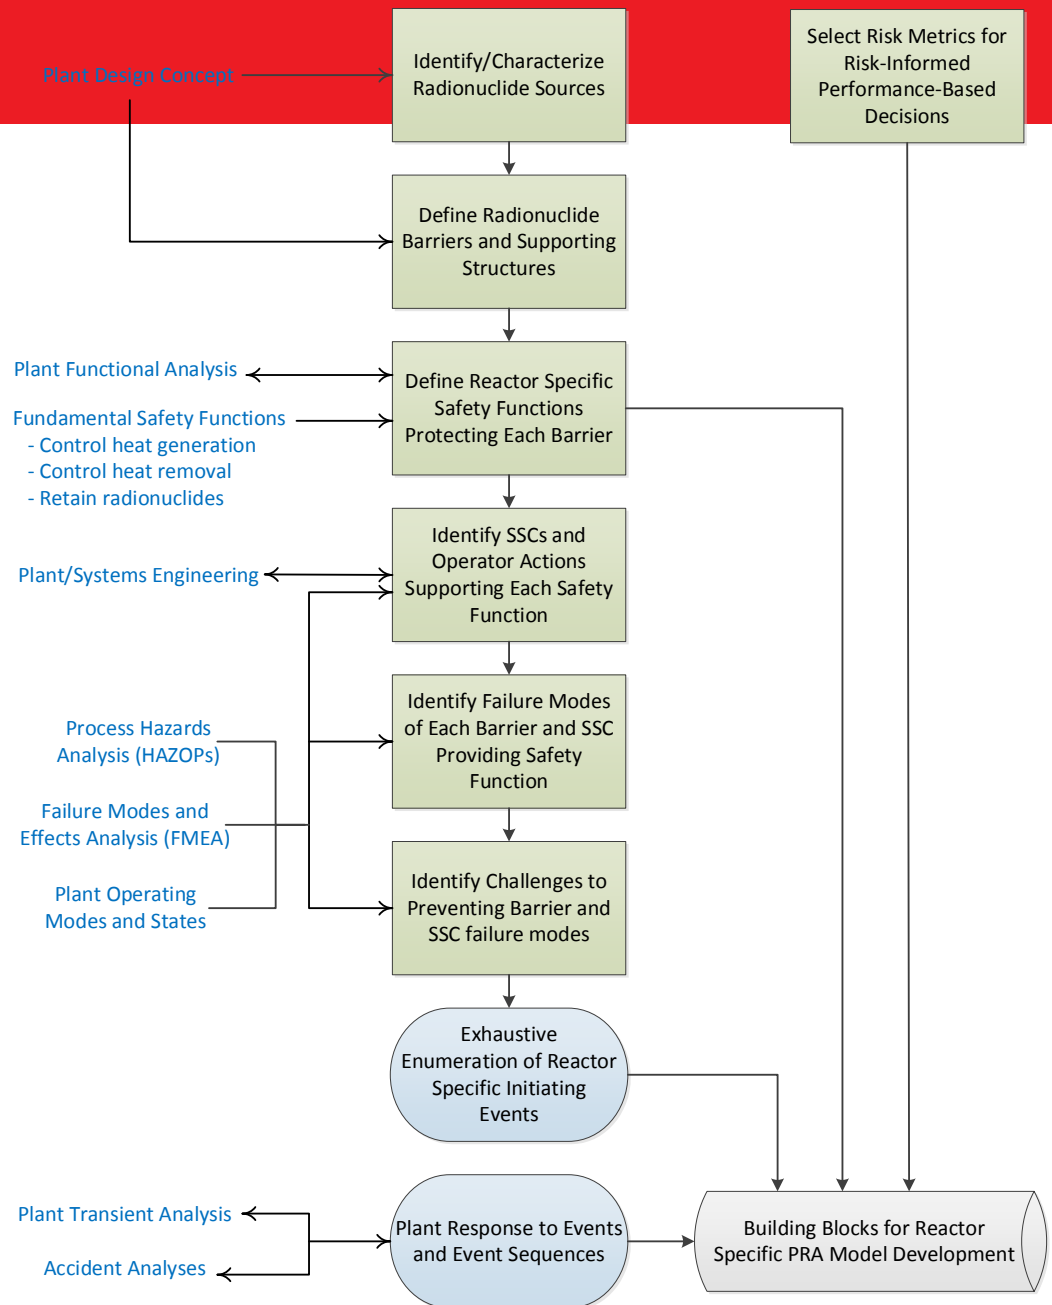 Plant Design Concept
Identify/Characterize
Radionuclide Sources
Select Risk Metrics for
Risk-Informed
Performance-Based
Decisions
Define Radionuclide
Barriers and Supporting
Structures
Plant Functional Analysis
Fundamental Safety Functions
- Control heat generation
- Control heat removal
- Retain radionuclides
Define Reactor Specific
Safety Functions
Protecting Each Barrier
Plant/Systems Engineering
Identify SSCs and
Operator Actions
Supporting Each Safety
Function
Process Hazards
Analysis (HAZOPs)
Identify Failure Modes
of Each Barrier and SSC
Providing Safety
Function
Failure Modes and
Effects Analysis (FMEA)
Plant Operating
Modes and States
Identify Challenges to
Preventing Barrier and
SSC failure modes
Exhaustive
Enumeration of Reactor
Specific Initiating
Events
Plant Transient Analysis
Accident Analyses
Plant Response to Events
and Event Sequences
Building Blocks for Reactor
Specific PRA Model Development